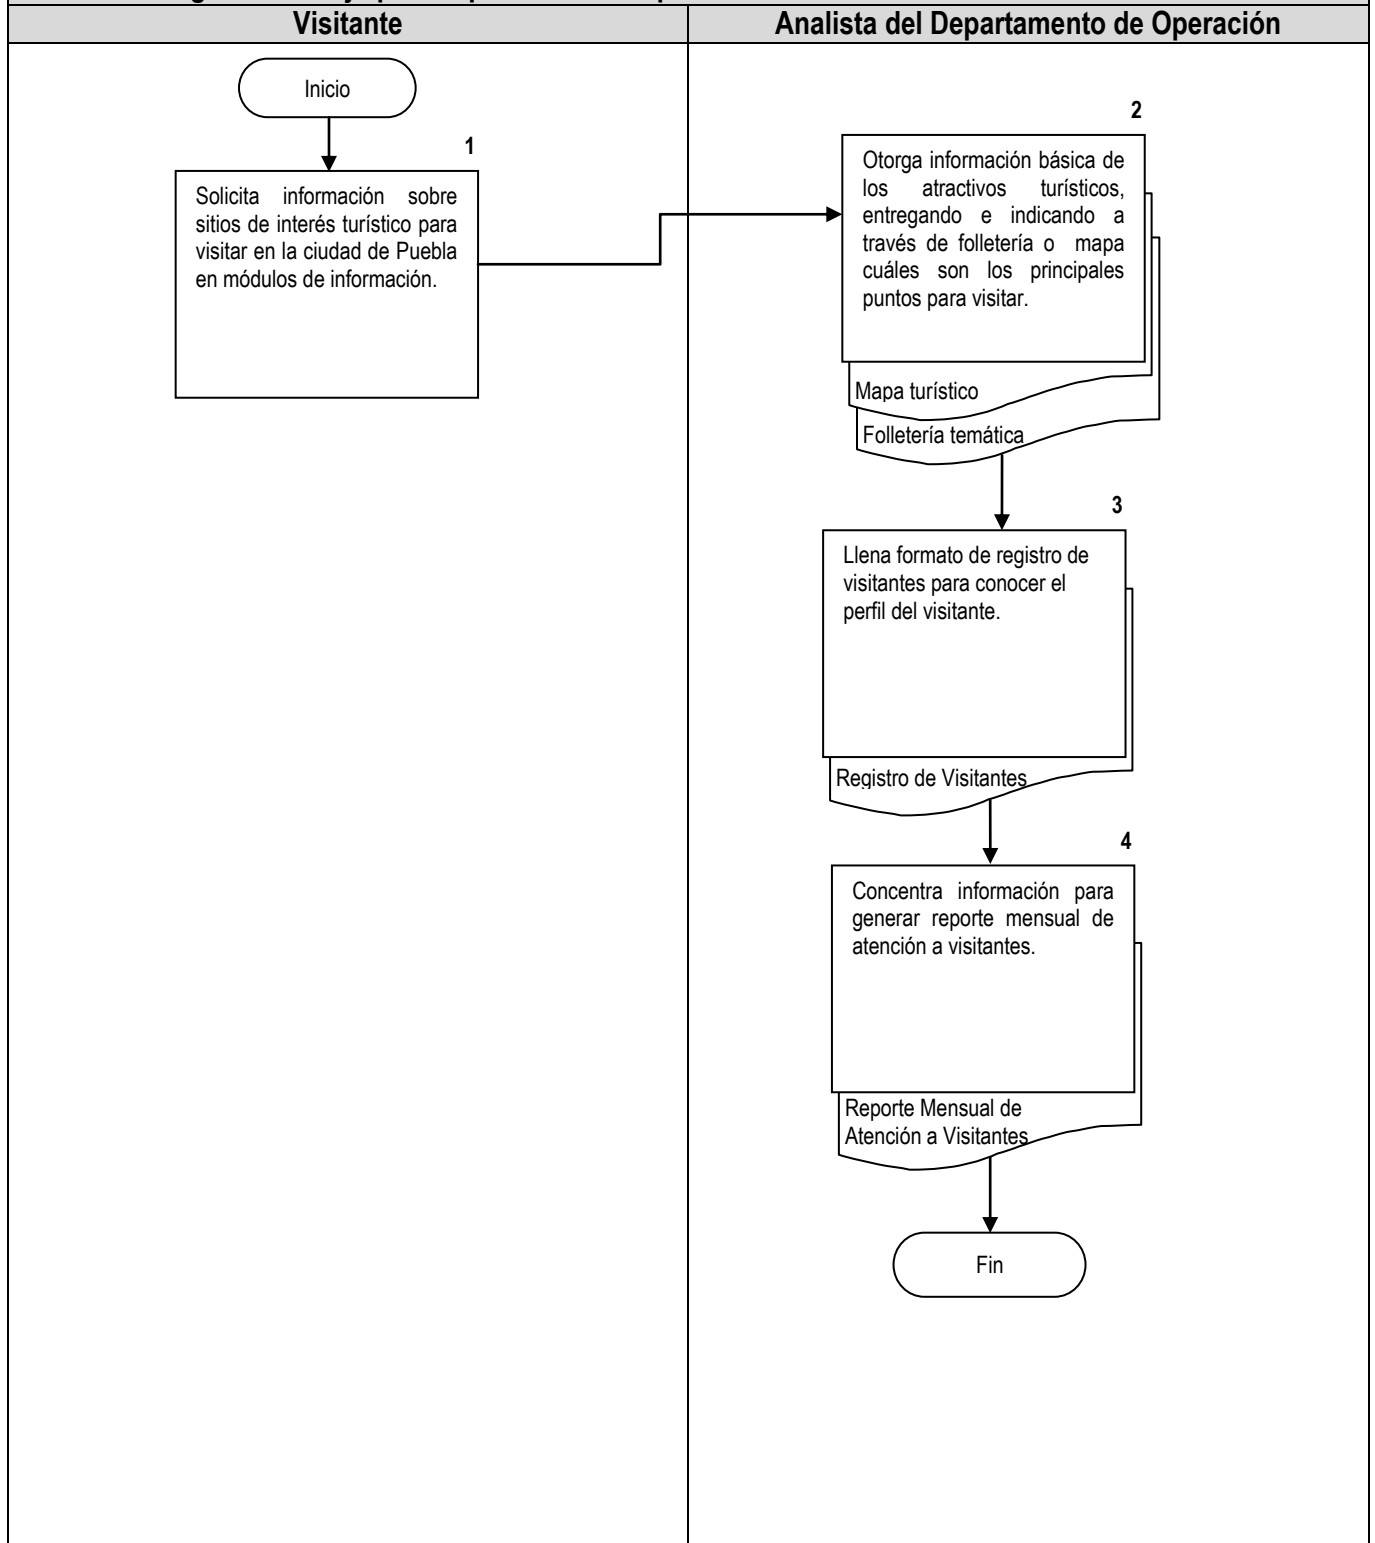 Visitante
Analista del Departamento de Operación
Inicio
1
Solicita información sobre
sitios de interés turístico para
visitar en la ciudad de Puebla
en módulos de información.
2
Otorga información básica de
los atractivos turísticos,
entregando e indicando a
través de folletería o mapa
cuáles son los principales
puntos para visitar.
Mapa turístico
Folletería temática
3
Llena formato de registro de
visitantes para conocer el
perfil del visitante.
Registro de Visitantes
4
Concentra información para
generar reporte mensual de
atención a visitantes.
Reporte Mensual de
Atención a Visitantes
Fin